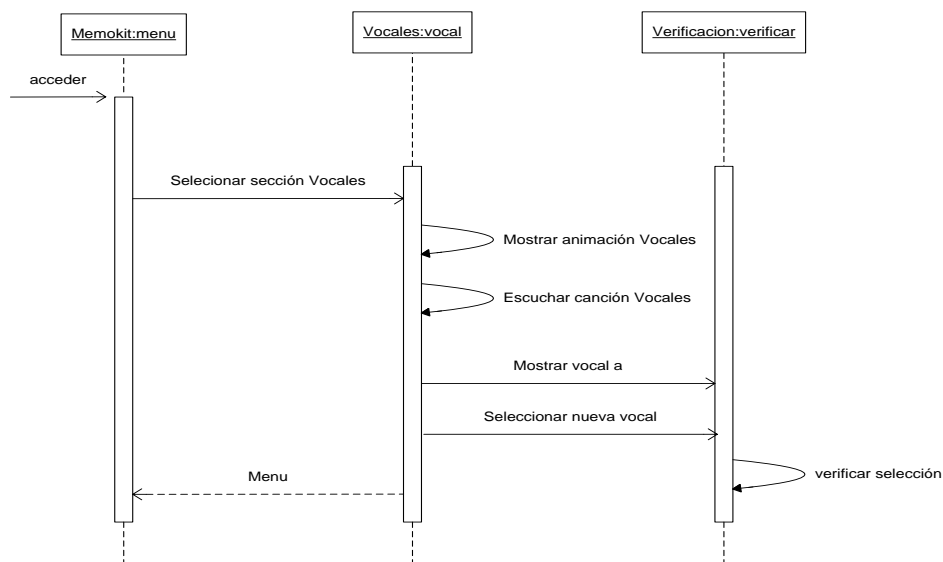 Memokit:menu
Vocales:vocal
Verificacion:verificar
acceder
Selecionar sección Vocales
Mostrar animación Vocales
Escuchar canción Vocales
Mostrar vocal a
Seleccionar nueva vocal
verificar selección
Menu